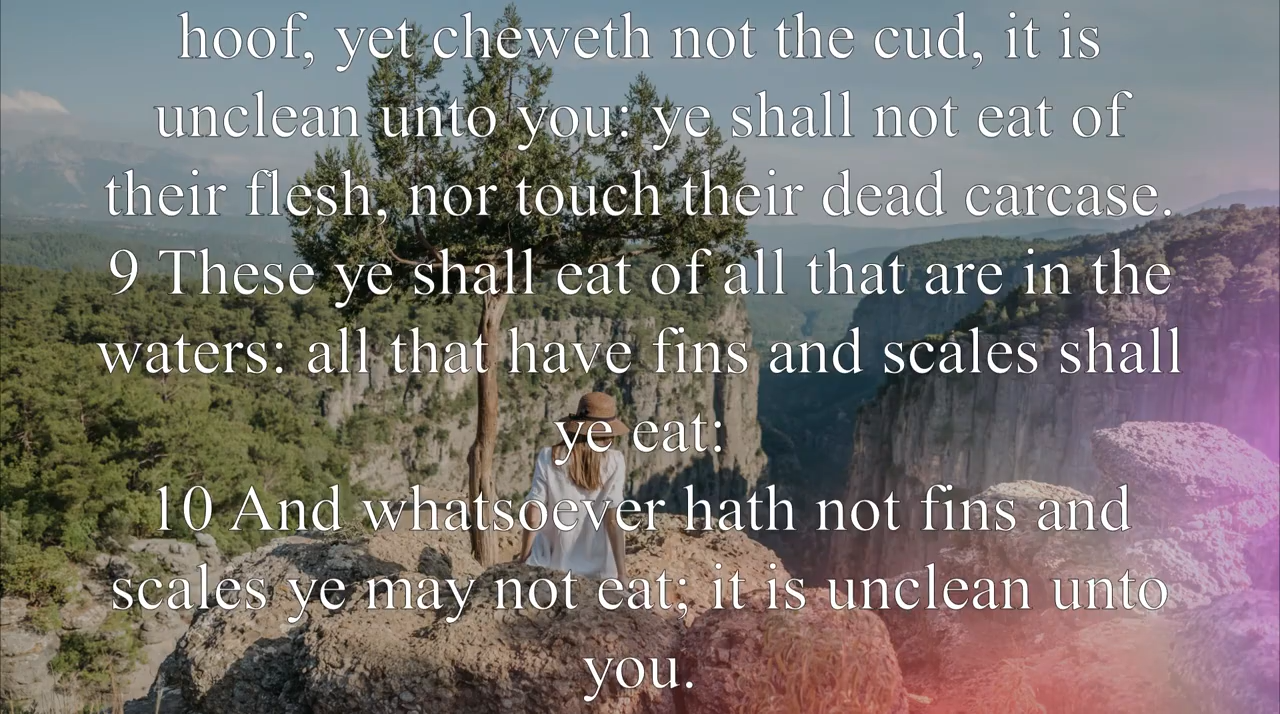 hoof, yet cheweth not the cud, it is
unclean unto you: ye shall not eat of
their flesh, nor touch their dead carcase.
9 These ye shall eat of all that are in the
waters: all that have fins and scales shall
ye eat:
10 And whatsoever hath not fins and
scales ye may not eat; it is unclean unto
you.